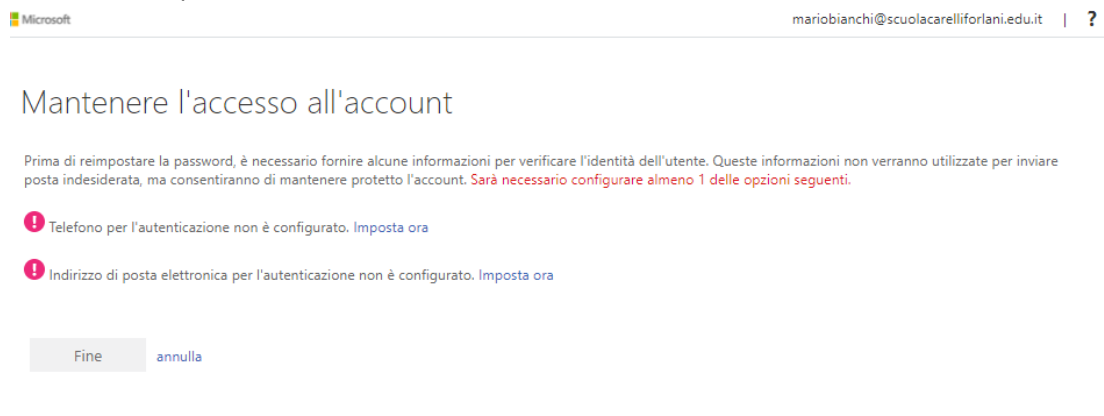 Microsoft mariobianchi@scuolacarelliforlani.edu.it | ?
Mantenere l'accesso all'account
Prima di reimpostare la password, è necessario fornire alcune informazioni per verificare l'identità dell'utente. Queste informazioni non verranno utilizzate per inviare
posta indesiderata, ma consentiranno di mantenere protetto l'account. Sarà necessario configurare almeno 1 delle opzioni seguenti.
! Telefono per l'autenticazione non è configurato. Imposta ora
! Indirizzo di posta elettronica per l'autenticazione non è configurato. Imposta ora
Fine annulla